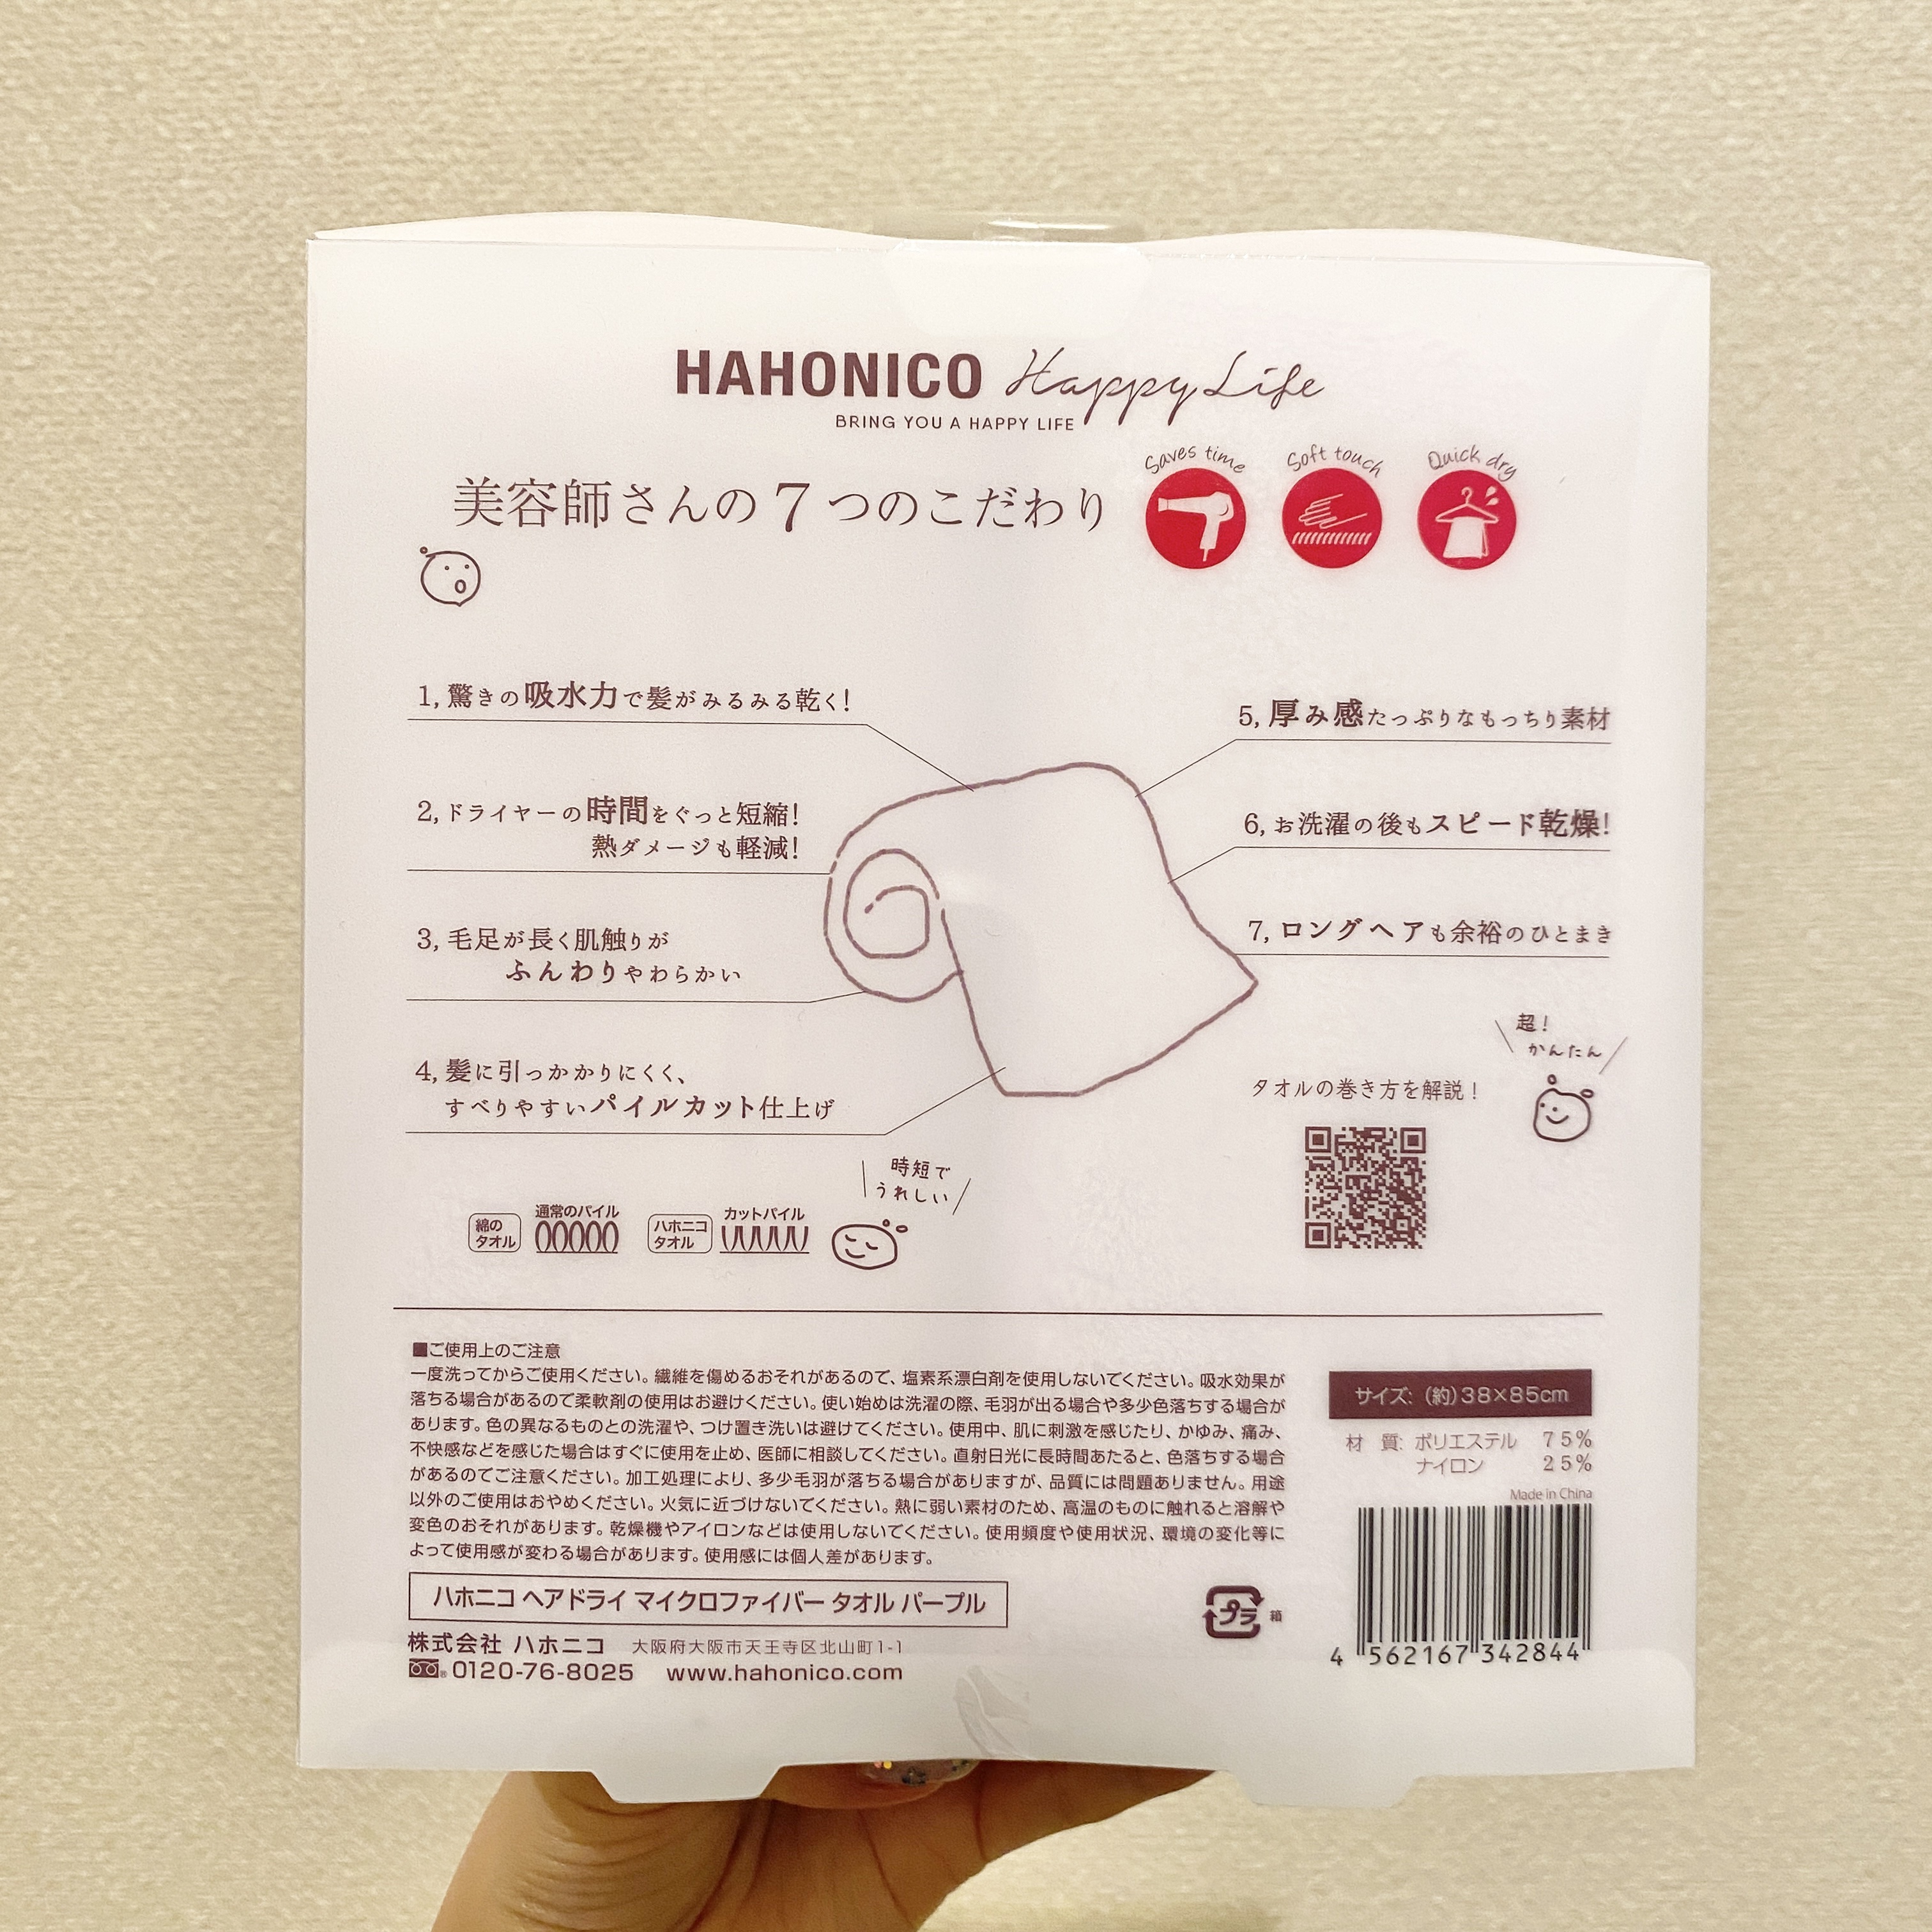 HAHONICO Happy Life
BRING YOU A HAPPY LIFE
美容師さんの7つのこだわり
Saves time
Soft touch
Quick dry
1, 驚きの吸水力で髪がみるみる乾く!
2, ドライヤーの時間をぐっと短縮!
熱ダメージも軽減!
3, 毛足が長く肌触りが
ふんわりやわらかい
4, 髪に引っかかりにくく、
すべりやすいパイルカット仕上げ
5, 厚み感たっぷりなもっちり素材
6, お洗濯の後もスピード乾燥!
7, ロングヘアも余裕のひとまき
超!
かんたん
タオルの巻き方を解説!
時短で
うれしい
綿の
タオル
通常のパイル
ハホニコ
タオル
カットパイル
■ご使用上のご注意
一度洗ってからご使用ください。繊維を傷めるおそれがあるので、塩素系漂白剤を使用しないでください。吸水効果が
落ちる場合があるので柔軟剤の使用はお避けください。使い始めは洗濯の際、毛羽が出る場合や多少色落ちする場合が
あります。色の異なるものとの洗濯や、つけ置き洗いは避けてください。使用中、肌に刺激を感じたり、かゆみ、痛み、
不快感などを感じた場合はすぐに使用を止め、医師に相談してください。直射日光に長時間あたると、色落ちする場合
があるのでご注意ください。加工処理により、多少毛羽が落ちる場合がありますが、品質には問題ありません。用途
以外のご使用はおやめください。火気に近づけないでください。熱に弱い素材のため、高温のものに触れると溶解や
変色のおそれがあります。乾燥機やアイロンなどは使用しないでください。使用頻度や使用状況、環境の変化等に
よって使用感が変わる場合があります。使用感には個人差があります。
ハホニコ ヘアドライ マイクロファイバー タオル パープル
株式会社 ハホニコ 大阪府大阪市天王寺区北山町1-1
0120-76-8025 www.hahonico.com
プラ 箱
サイズ: (約)38×85cm
材 質: ポリエステル 75%
ナイロン 25%
Made in China
4 562167 342844